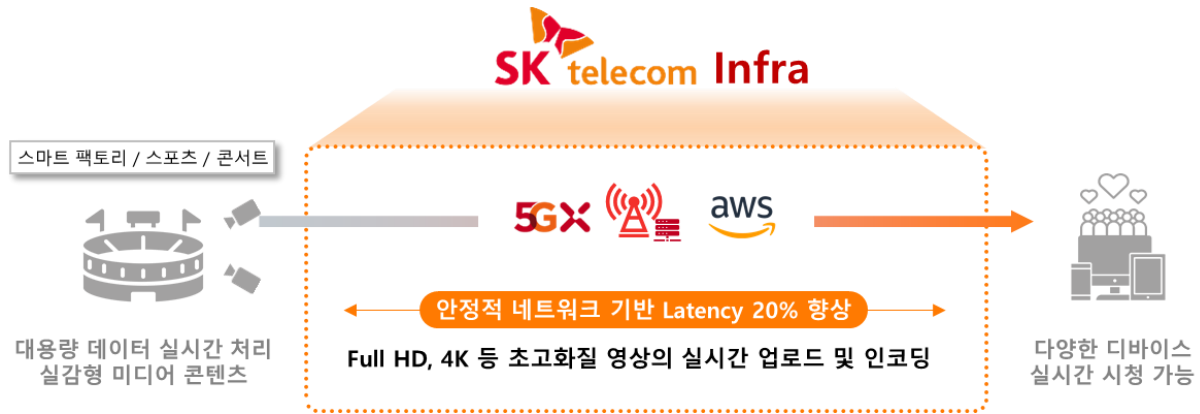 SK telecom Infra
스마트 팩토리 / 스포츠 / 콘서트
5GX
aws
안정적 네트워크 기반 Latency 20% 향상
Full HD, 4K 등 초고화질 영상의 실시간 업로드 및 인코딩
대용량 데이터 실시간 처리
실감형 미디어 콘텐츠
다양한 디바이스
실시간 시청 가능